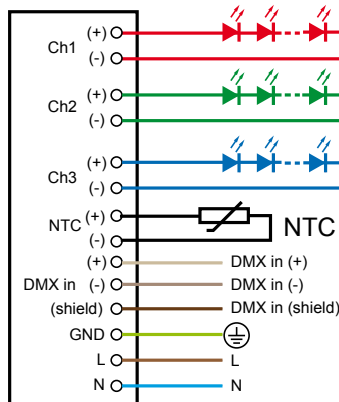 (+)
Ch1
(-)
(+)
Ch2
(-)
(+)
Ch3
(-)
NTC (+)
NTC
(-)
(+) DMX in (+)
DMX in (-) DMX in (-)
(shield) DMX in (shield)
GND
L L
N N